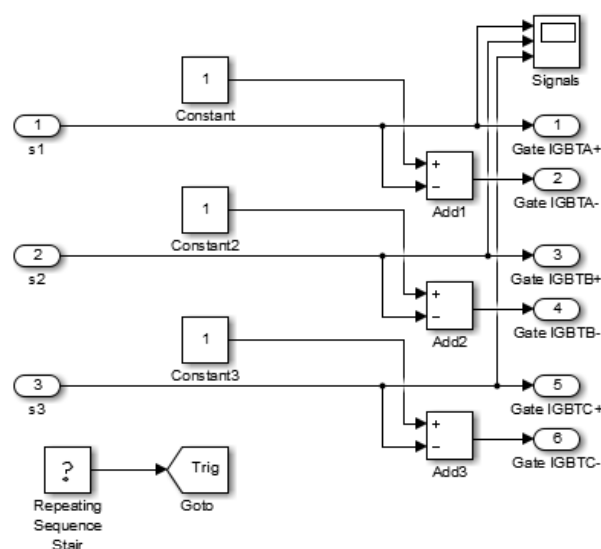 Signals
1
Constant
1
s1
1
Gate IGBTA+
+
−
Add1
2
Gate IGBTA-
1
Constant2
2
s2
3
Gate IGBTB+
+
−
Add2
4
Gate IGBTB-
1
Constant3
3
s3
5
Gate IGBTC+
+
−
Add3
6
Gate IGBTC-
?
Repeating
Sequence
Stair
Trig
Goto